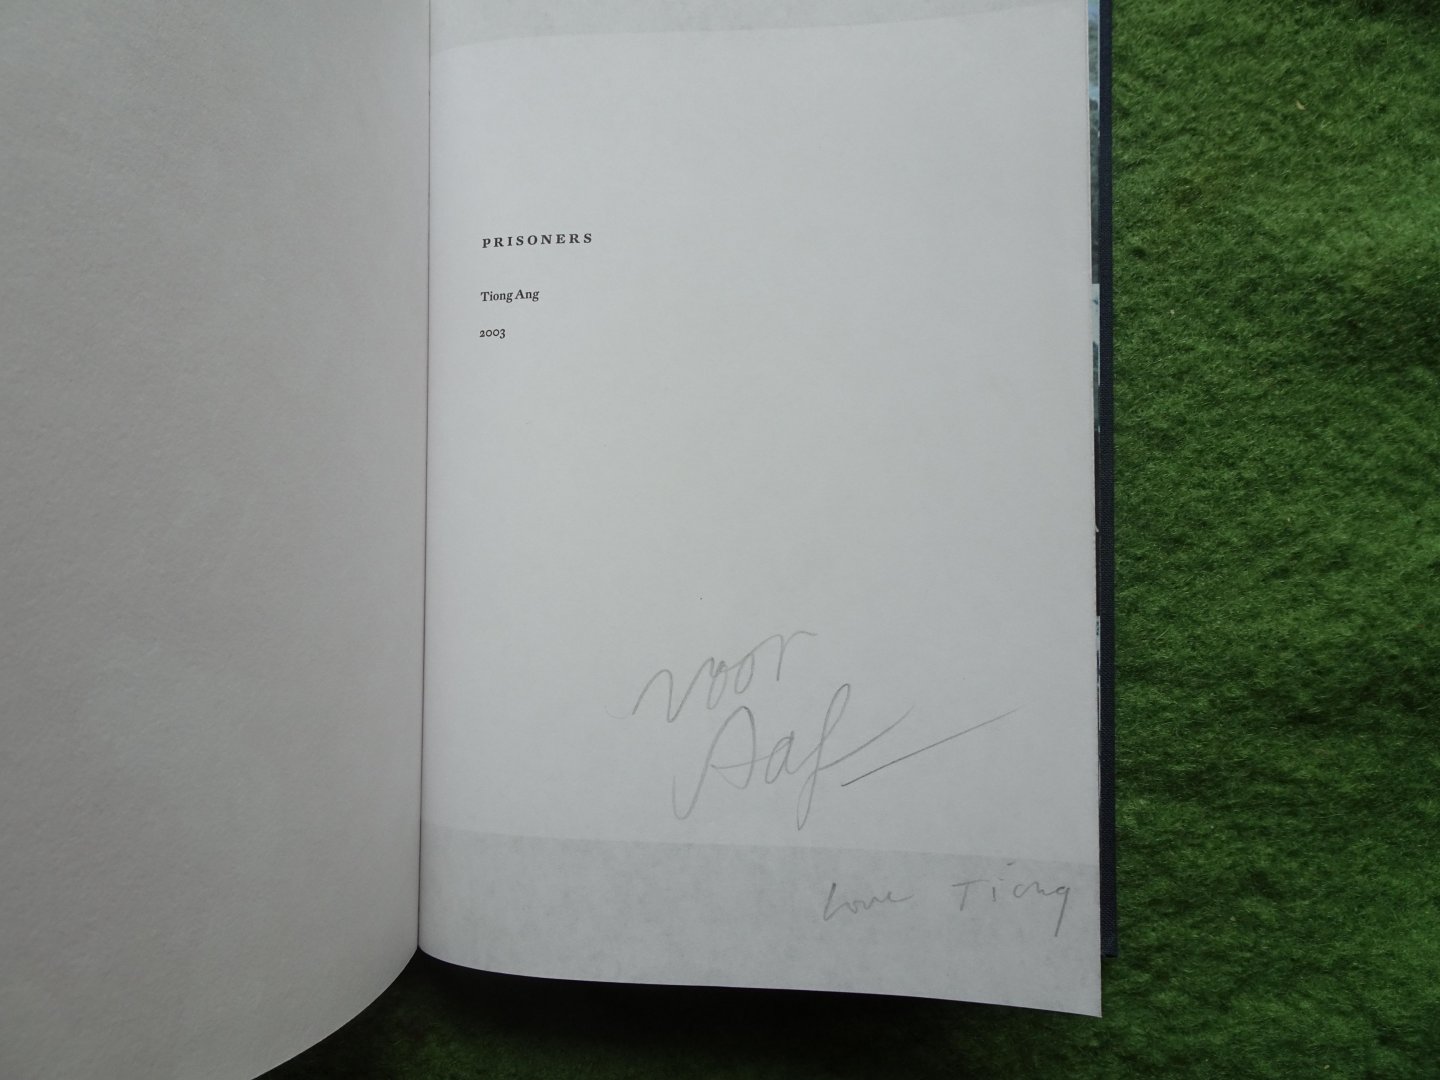 PRISONERS
Tiong Ang
2003
voor
Aaf
Love Tiong